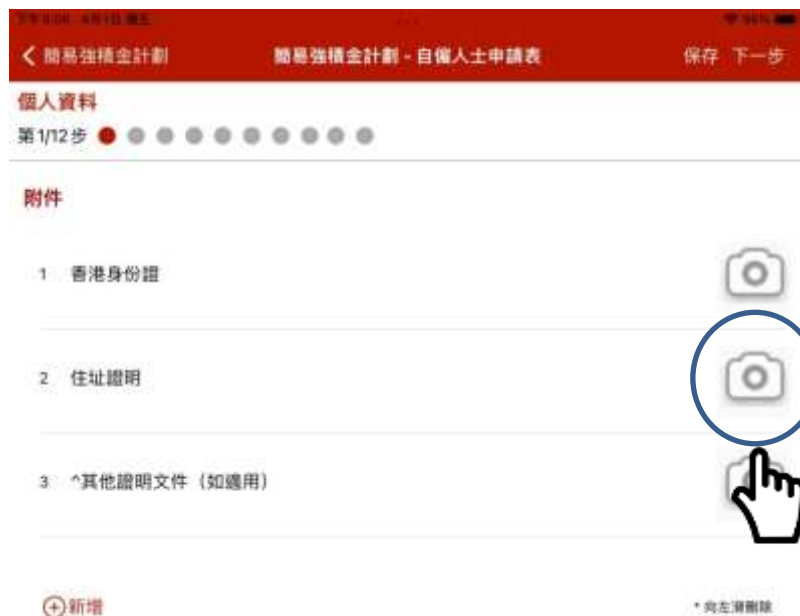 簡易強積金計劃
簡易強積金計劃 - 自僱人士申請表
保存 下一步
個人資料
第1/12步
附件
1 香港身份證
2 住址證明
3 ^其他證明文件（如適用）
新增
* 向左滑刪除